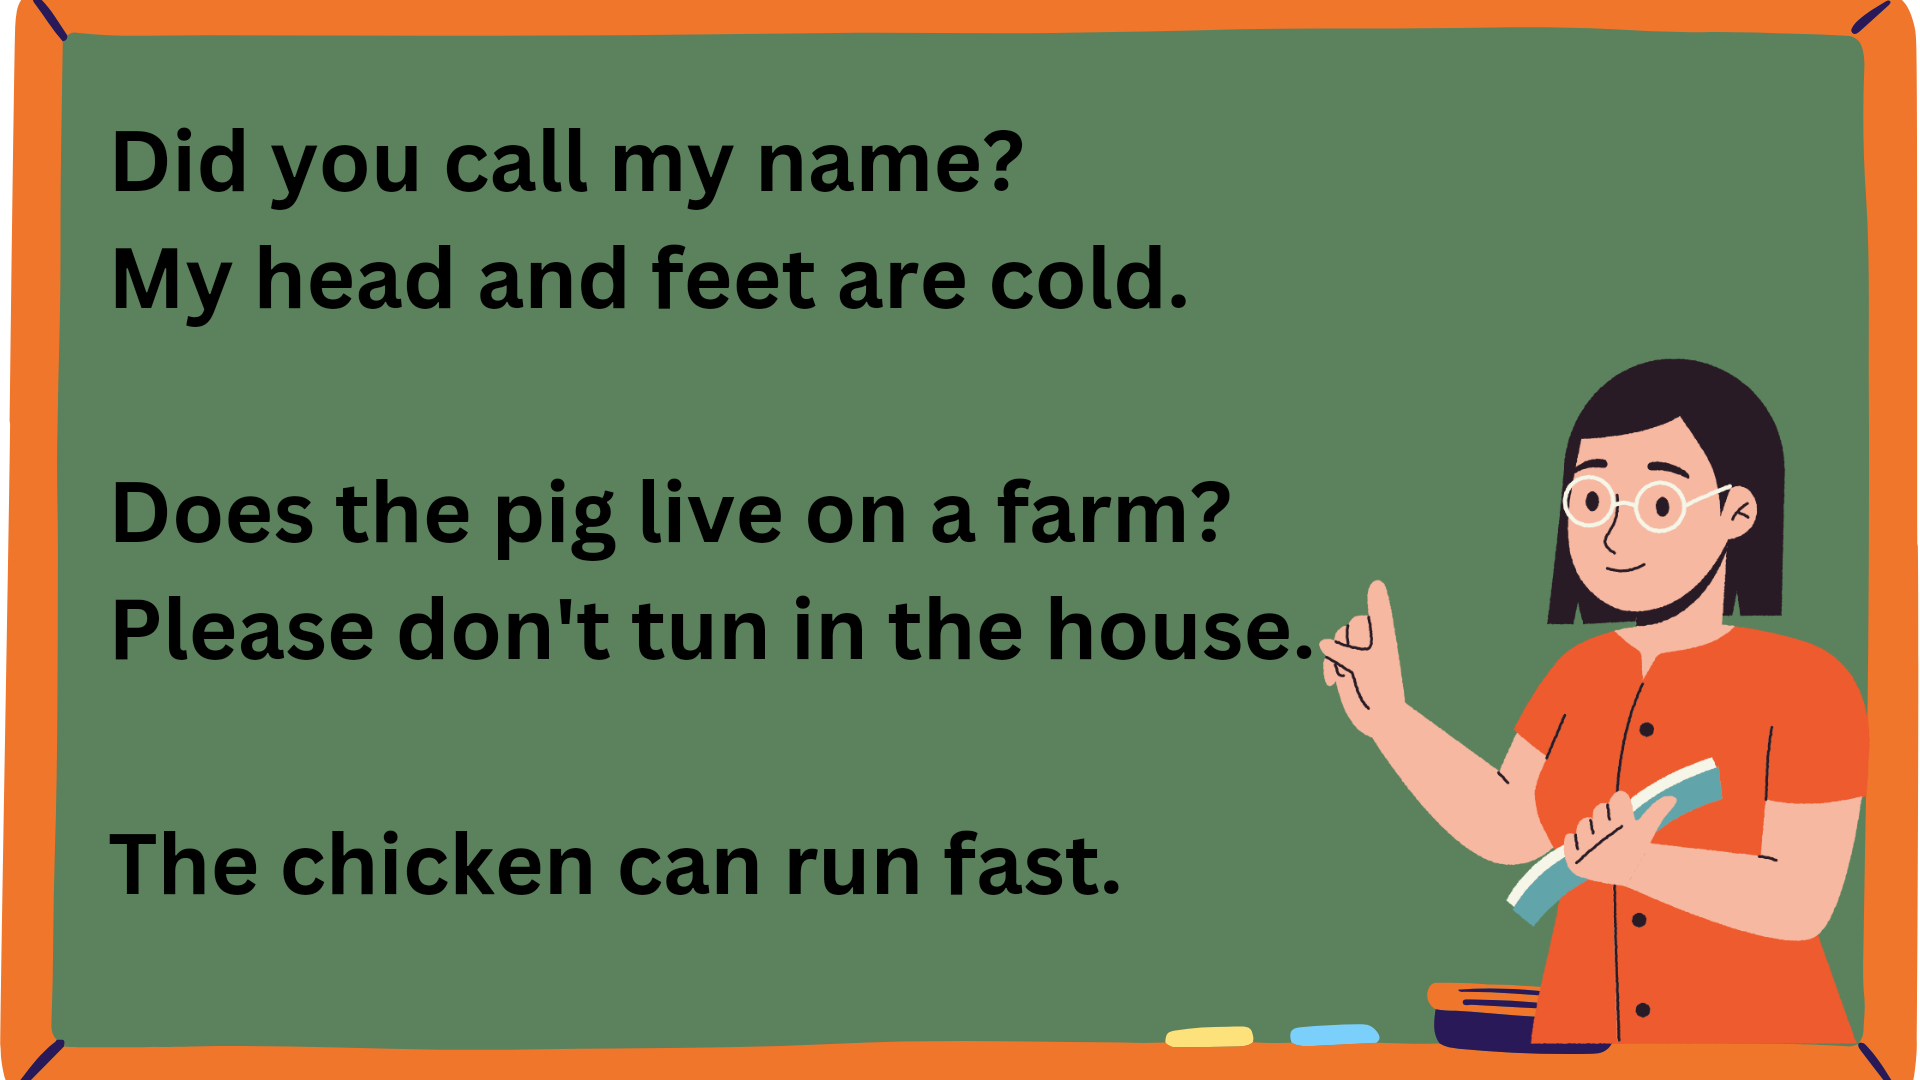 Did you call my name?
My head and feet are cold.
Does the pig live on a farm?
Please don't tun in the house.
The chicken can run fast.